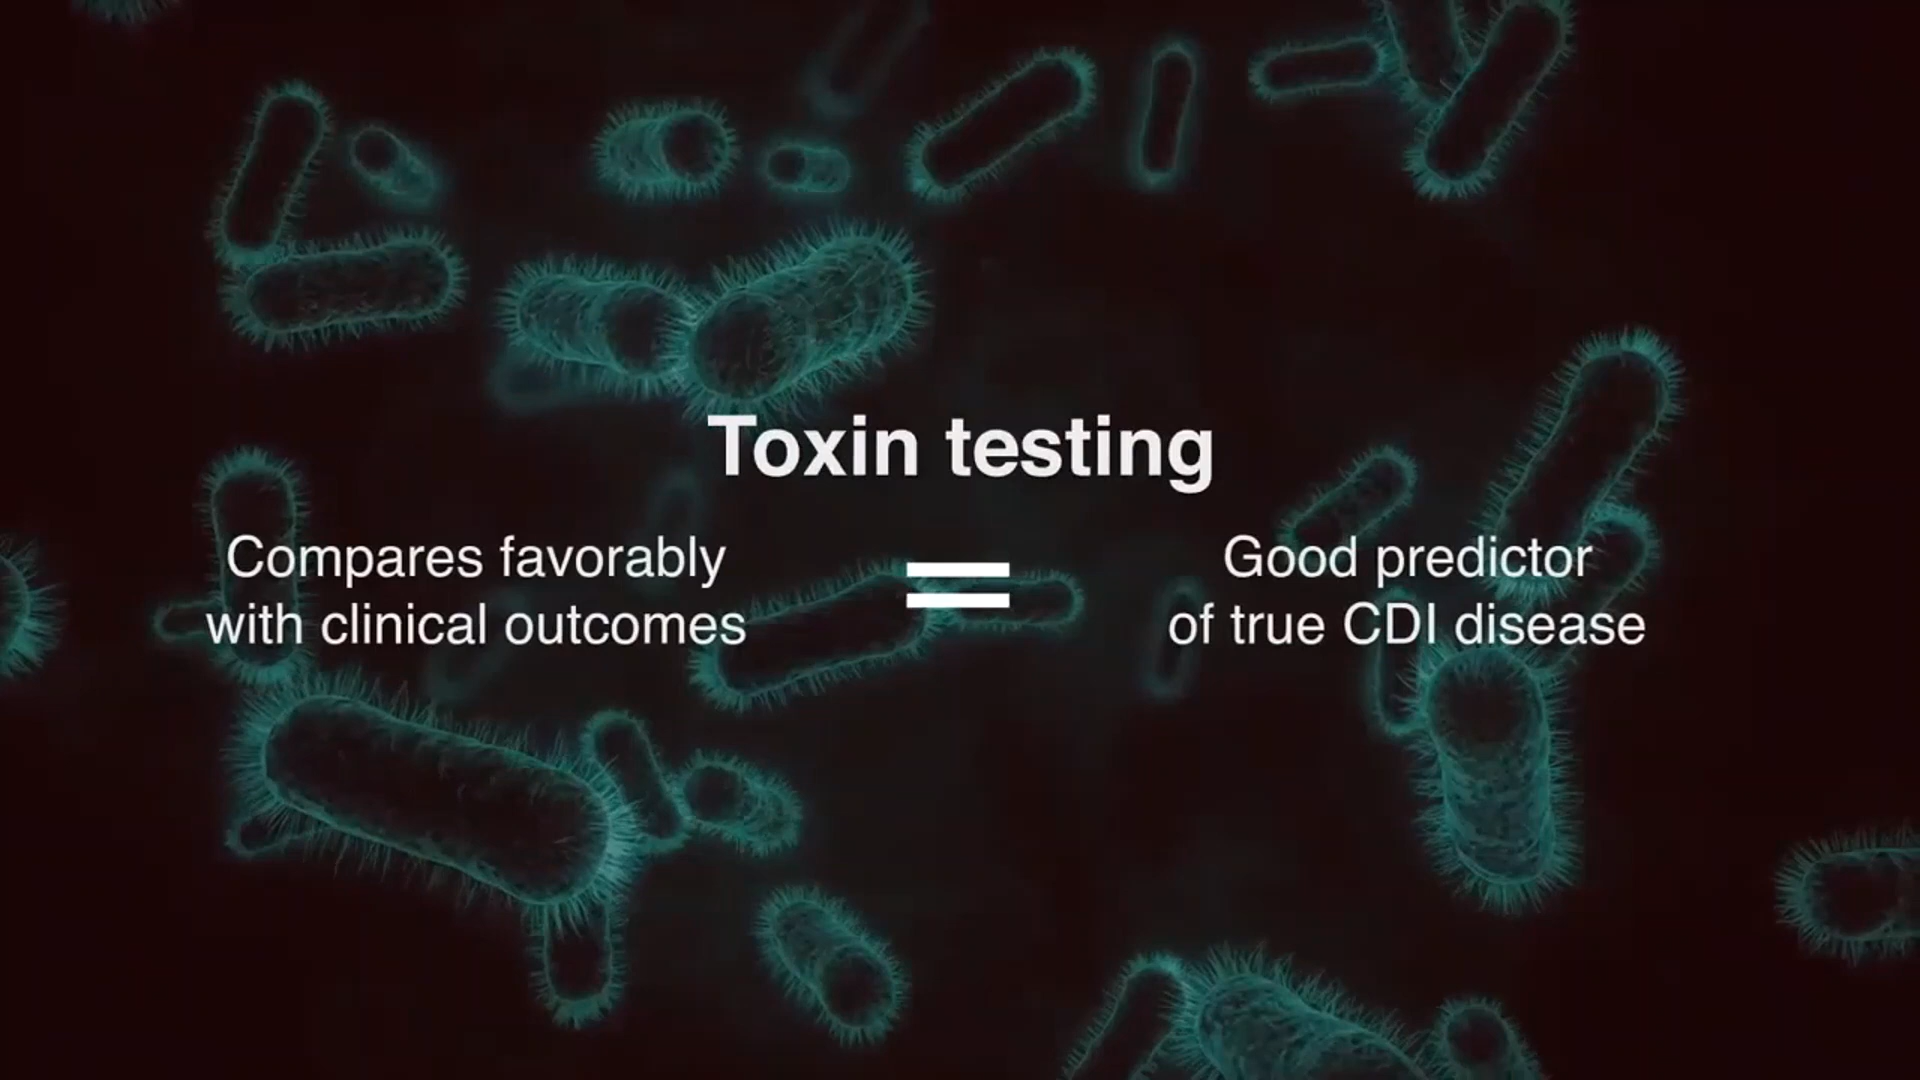 Toxin testing
Compares favorably
with clinical outcomes
=
Good predictor
of true CDI disease